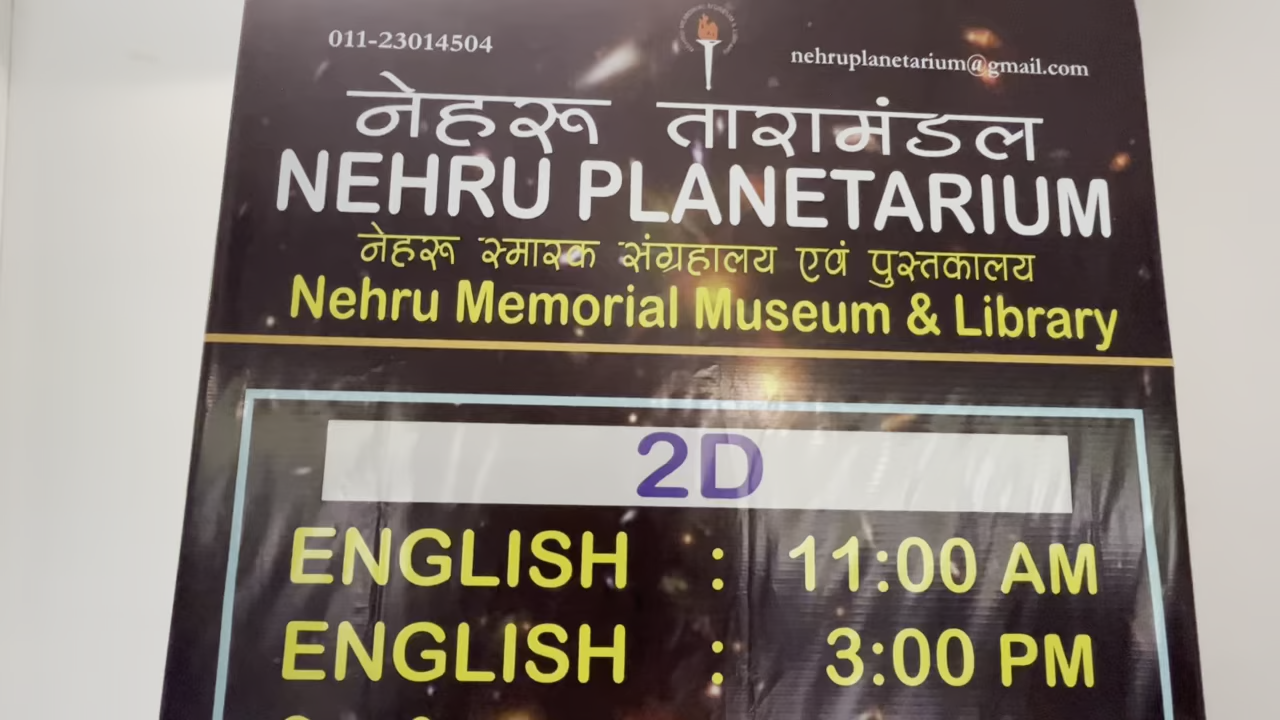 011-23014504
nehruplanetarium@gmail.com
नेहरू तारामंडल
NEHRU PLANETARIUM
नेहरू स्मारक संग्रहालय एवं पुस्तकालय
Nehru Memorial Museum & Library
2D
ENGLISH : 11:00 AM
ENGLISH : 3:00 PM